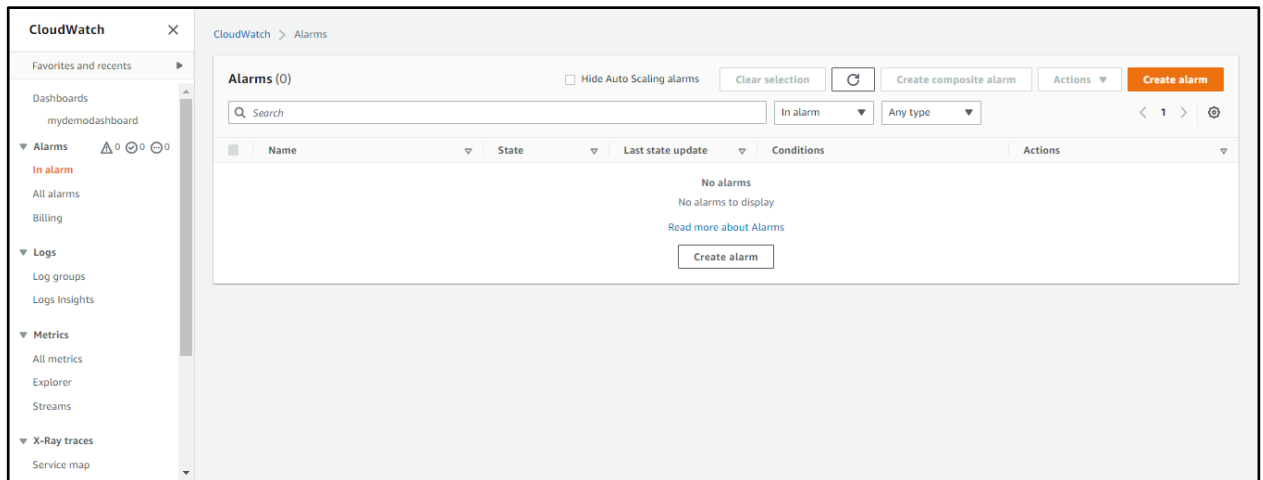 CloudWatch
Favorites and recents
Dashboards
mydemodashboard
Alarms 0 0 0
In alarm
All alarms
Billing
Logs
Log groups
Logs Insights
Metrics
All metrics
Explorer
Streams
X-Ray traces
Service map
CloudWatch > Alarms
Alarms (0) Hide Auto Scaling alarms Clear selection Create composite alarm Actions Create alarm
Search In alarm Any type < 1 >
Name State Last state update Conditions Actions
No alarms
No alarms to display
Read more about Alarms
Create alarm